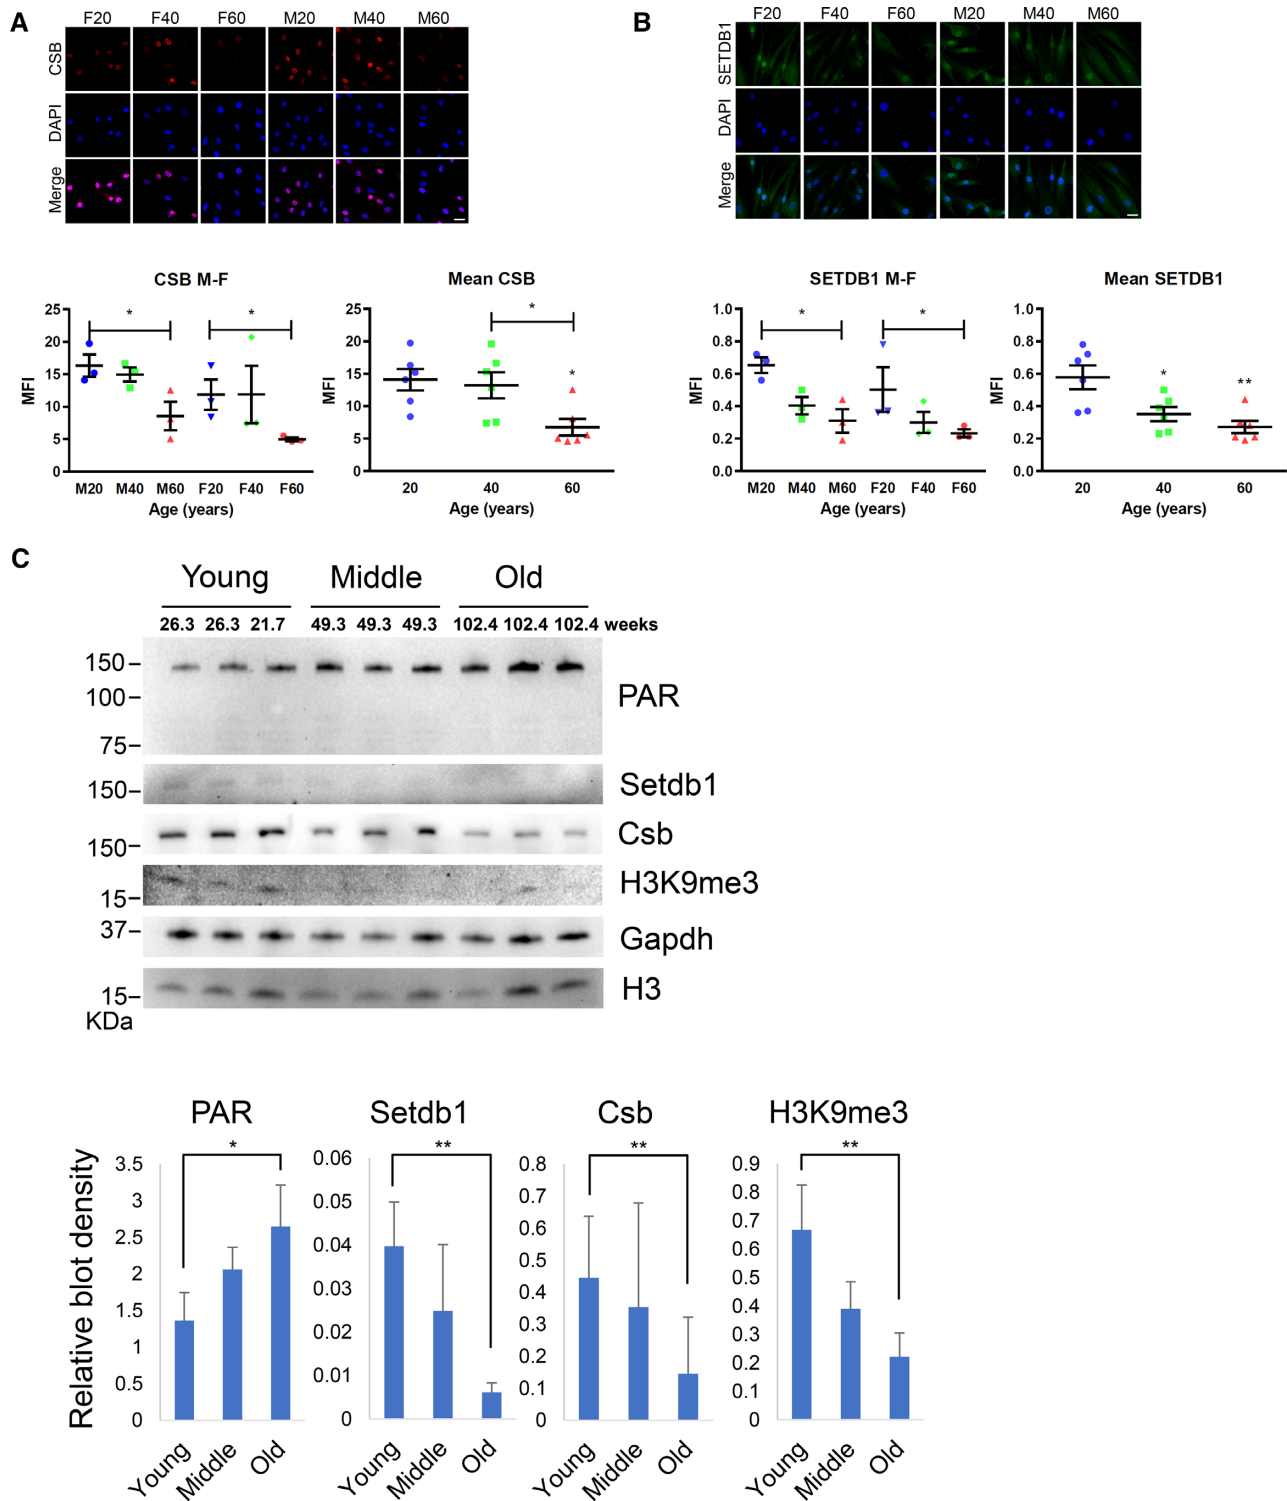 A
F20 F40 F60 M20 M40 M60
CSB
DAPI
Merge
B
F20 F40 F60 M20 M40 M60
SETDB1
DAPI
Merge
CSB M-F
MFI
25
20
15
10
5
0
* *
M20 M40 M60 F20 F40 F60
Age (years)
Mean CSB
MFI
25
20
15
10
5
0
*
*
20 40 60
Age (years)
SETDB1 M-F
MFI
1.0
0.8
0.6
0.4
0.2
0.0
* *
M20 M40 M60 F20 F40 F60
Age (years)
Mean SETDB1
MFI
1.0
0.8
0.6
0.4
0.2
0.0
* **
20 40 60
Age (years)
C
Young Middle Old
26.3 26.3 21.7 49.3 49.3 49.3 102.4 102.4 102.4 weeks
150
100
75
PAR
150
Setdb1
150
Csb
15
H3K9me3
37
Gapdh
15
H3
KDa
Relative blot density
PAR
*
3.5
3
2.5
2
1.5
1
0.5
0
Young Middle Old
Setdb1
**
0.06
0.05
0.04
0.03
0.02
0.01
0
Young Middle Old
Csb
**
0.8
0.7
0.6
0.5
0.4
0.3
0.2
0.1
0
Young Middle Old
H3K9me3
**
0.9
0.8
0.7
0.6
0.5
0.4
0.3
0.2
0.1
0
Young Middle Old